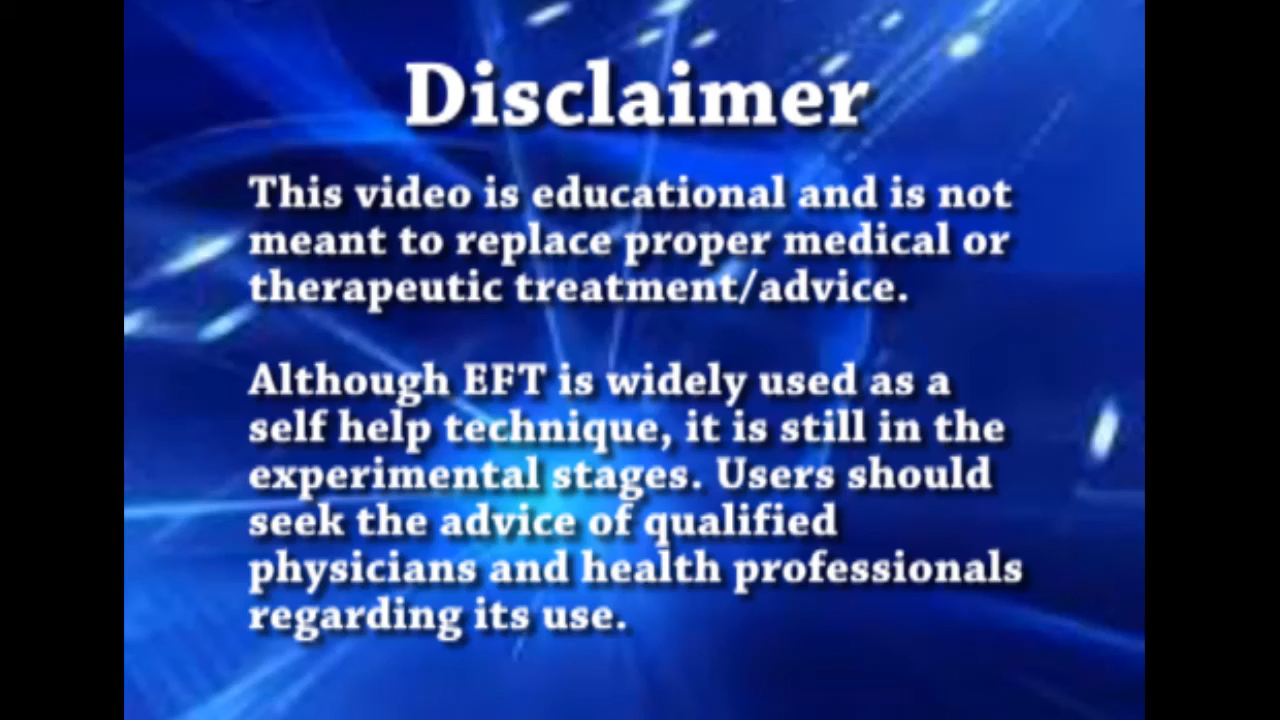 Disclaimer
This video is educational and is not
meant to replace proper medical or
therapeutic treatment/advice.
Although EFT is widely used as a
self help technique, it is still in the
experimental stages. Users should
seek the advice of qualified
physicians and health professionals
regarding its use.